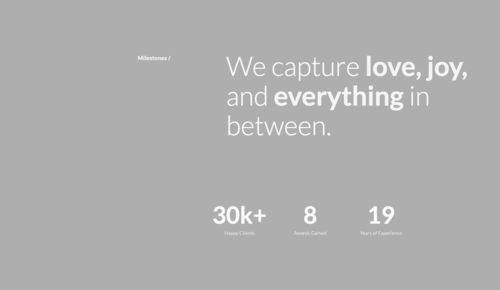 Milestones /
We capture love, joy,
and everything in
between.
30k+ 8 19
Happy Clients Awards Gained Years of Experience